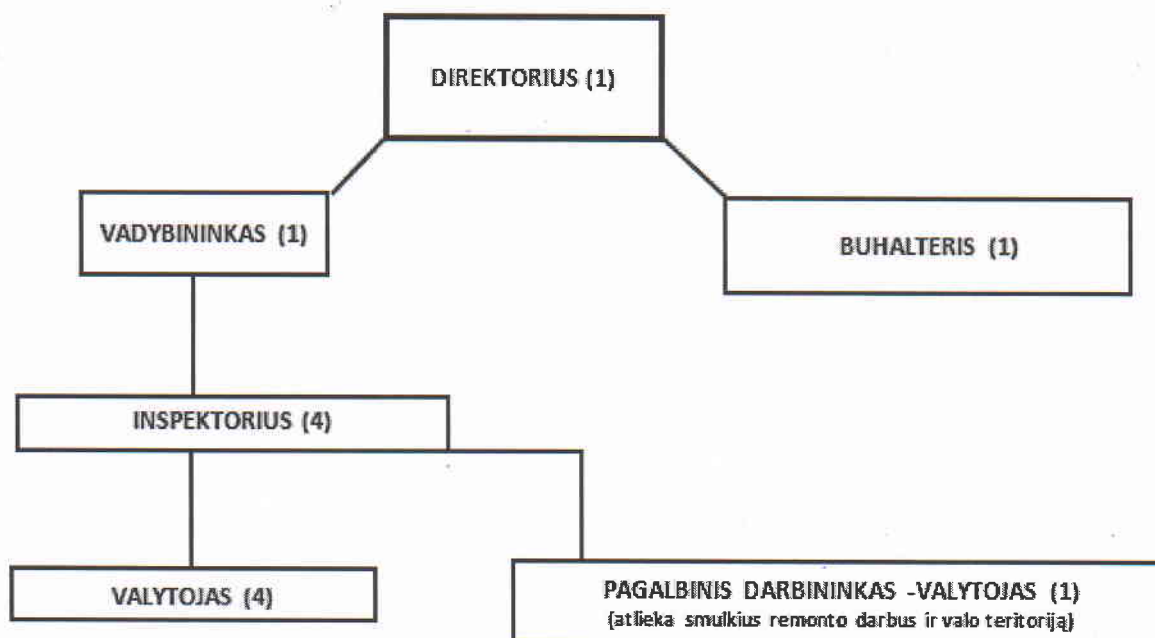 DIREKTORIUS (1)
VADYBININKAS (1)
BUHALTERIS (1)
INSPEKTORIUS (4)
VALYTOJAS (4)
PAGALBINIS DARBININKAS -VALYTOJAS (1)
(atlieka smulkius remonto darbus ir valo teritoriją)